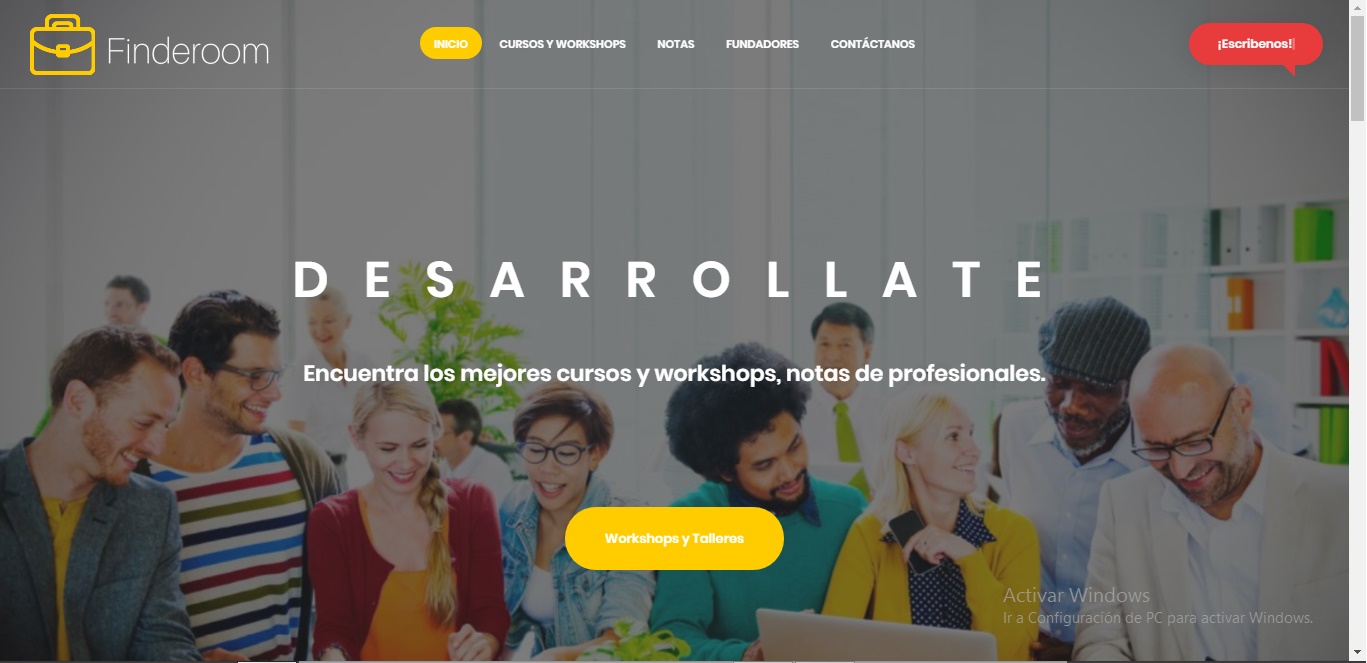 Finderoom
INICIO
CURSOS Y WORKSHOPS
NOTAS
FUNDADORES
CONTÁCTANOS
¡Escribenos!
DESARROLLATE
Encuentra los mejores cursos y workshops, notas de profesionales.
Workshops y Talleres
Activar Windows
Ir a Configuración de PC para activar Windows.